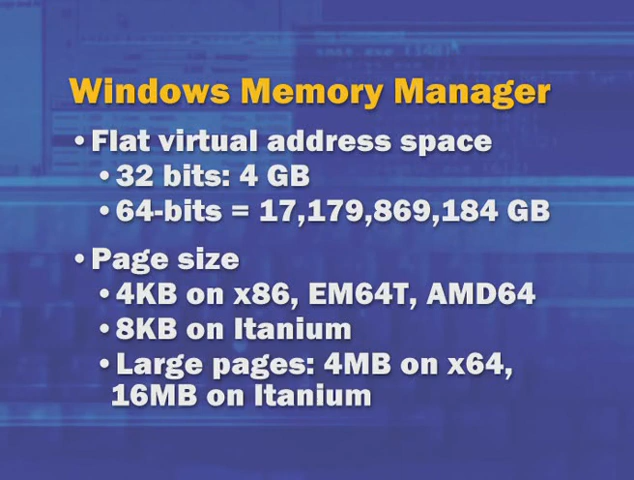 Windows Memory Manager
• Flat virtual address space
• 32 bits: 4 GB
• 64-bits = 17,179,869,184 GB
• Page size
• 4KB on x86, EM64T, AMD64
• 8KB on Itanium
• Large pages: 4MB on x64,
16MB on Itanium